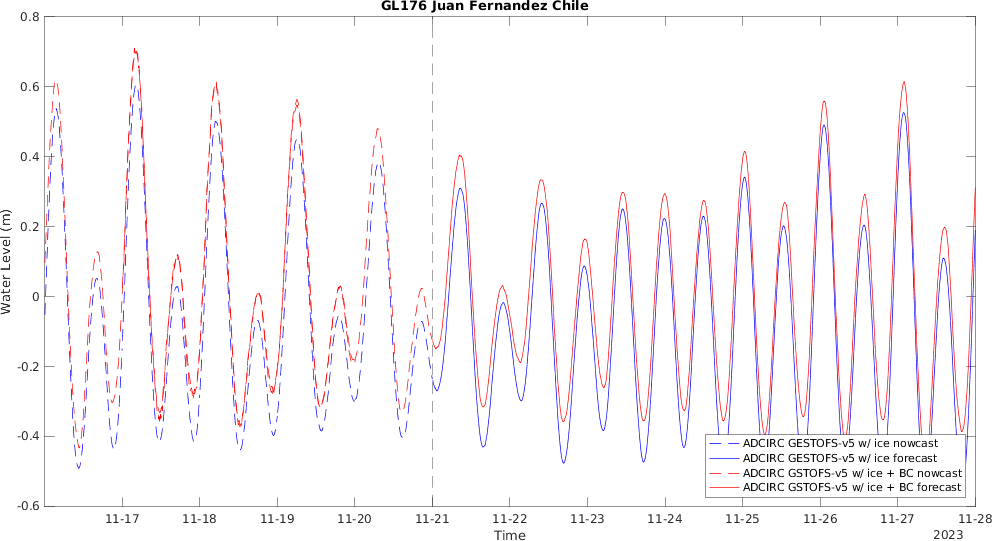 GL176 Juan Fernandez Chile
Water Level (m)
0.8
0.6
0.4
0.2
0
-0.2
-0.4
-0.6
ADCIRC GESTOFS-v5 w/ ice nowcast
ADCIRC GESTOFS-v5 w/ ice forecast
ADCIRC GSTOFS-v5 w/ ice + BC nowcast
ADCIRC GSTOFS-v5 w/ ice + BC forecast
11-17 11-18 11-19 11-20 11-21 11-22 11-23 11-24 11-25 11-26 11-27 11-28
Time
2023